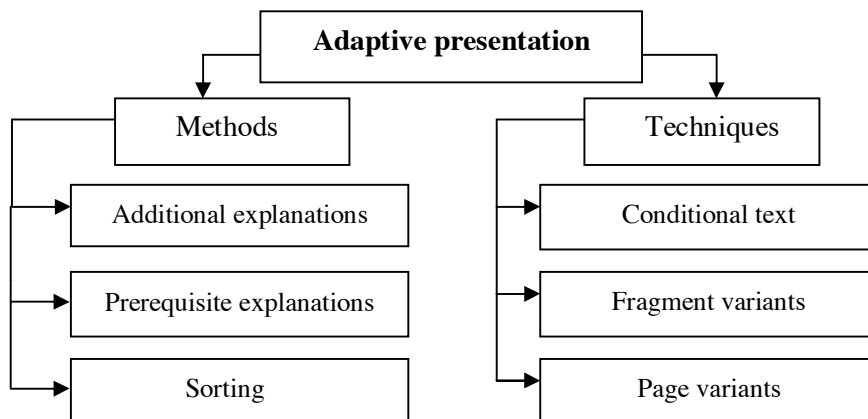 Adaptive presentation
Methods
Techniques
Additional explanations
Conditional text
Prerequisite explanations
Fragment variants
Sorting
Page variants